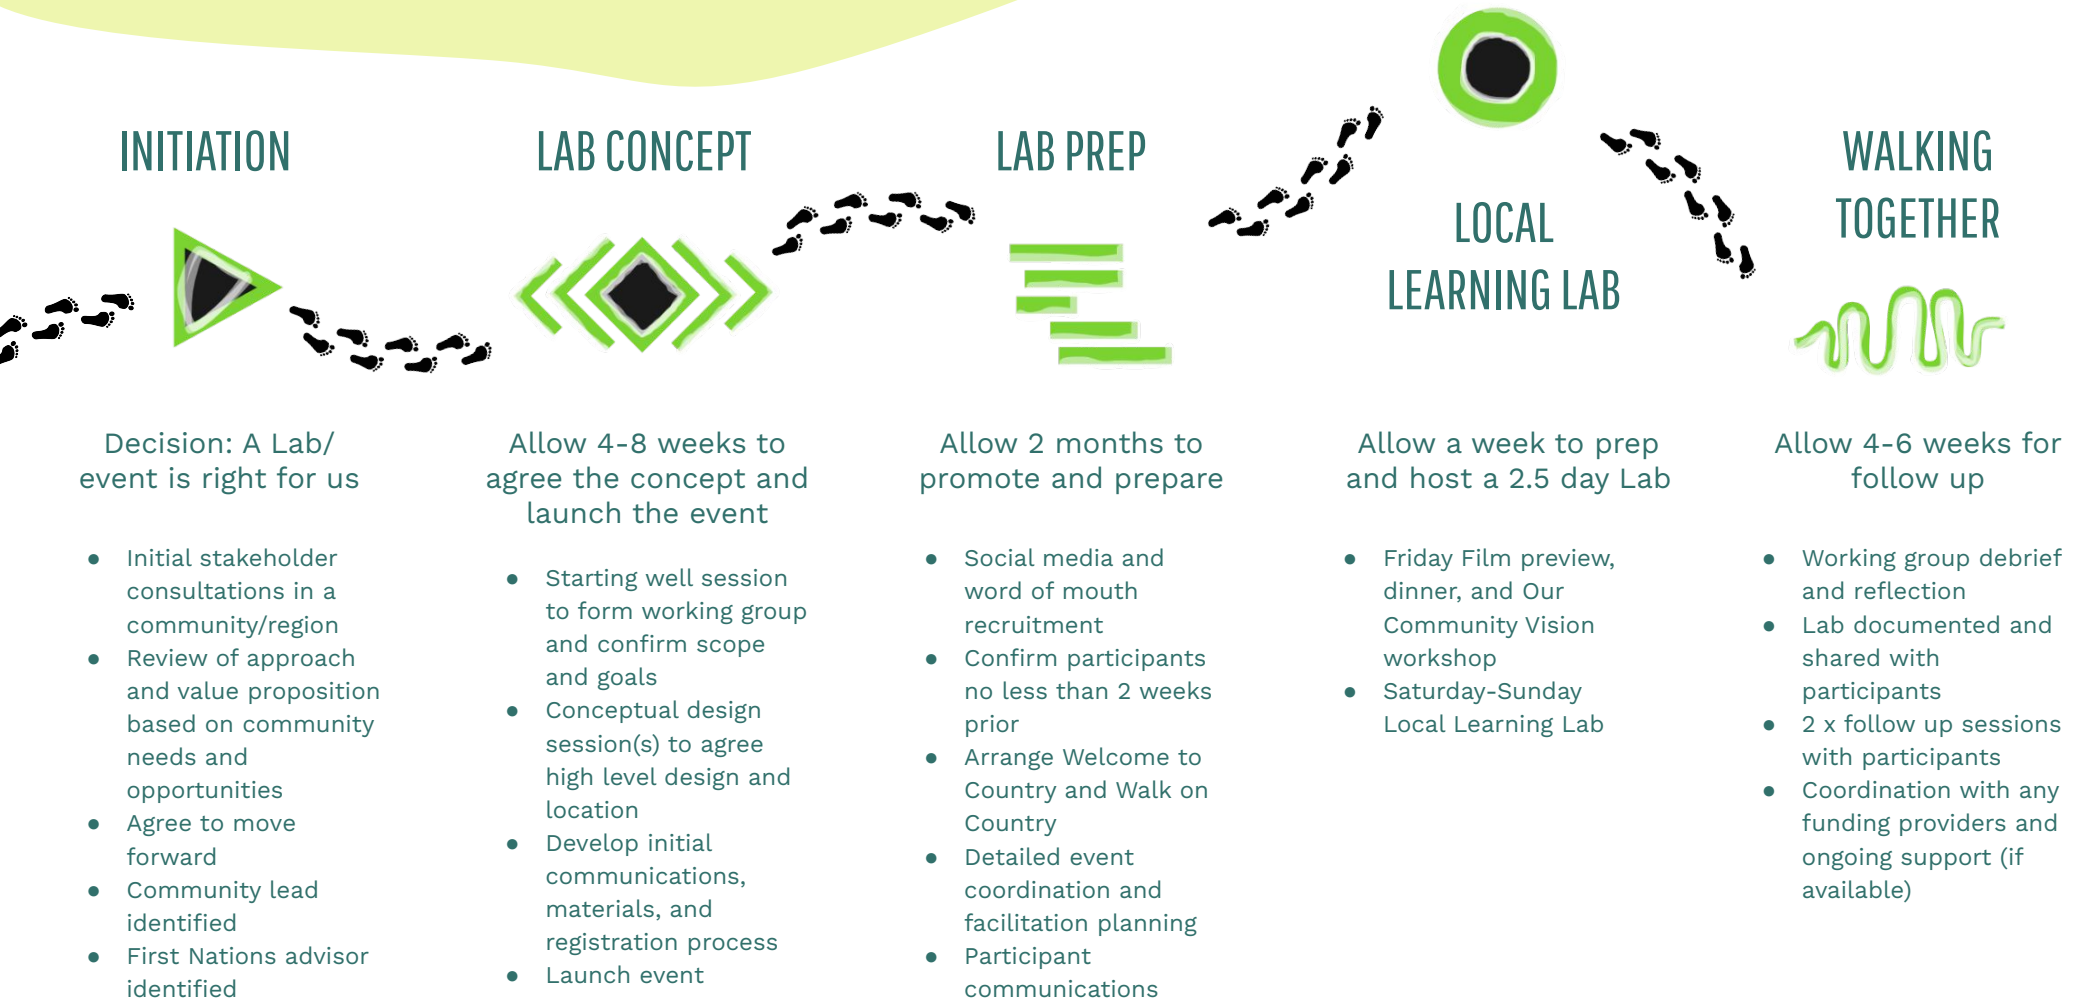 INITIATION
Decision: A Lab/
event is right for us
● Initial stakeholder
consultations in a
community/region
● Review of approach
and value proposition
based on community
needs and
opportunities
● Agree to move
forward
● Community lead
identified
● First Nations advisor
identified
LAB CONCEPT
Allow 4-8 weeks to
agree the concept and
launch the event
● Starting well session
to form working group
and confirm scope
and goals
● Conceptual design
session(s) to agree
high level design and
location
● Develop initial
communications,
materials, and
registration process
● Launch event
LAB PREP
Allow 2 months to
promote and prepare
● Social media and
word of mouth
recruitment
● Confirm participants
no less than 2 weeks
prior
● Arrange Welcome to
Country and Walk on
Country
● Detailed event
coordination and
facilitation planning
● Participant
communications
LOCAL
LEARNING LAB
Allow a week to prep
and host a 2.5 day Lab
● Friday Film preview,
dinner, and Our
Community Vision
workshop
● Saturday-Sunday
Local Learning Lab
WALKING
TOGETHER
Allow 4-6 weeks for
follow up
● Working group debrief
and reflection
● Lab documented and
shared with
participants
● 2 x follow up sessions
with participants
● Coordination with any
funding providers and
ongoing support (if
available)